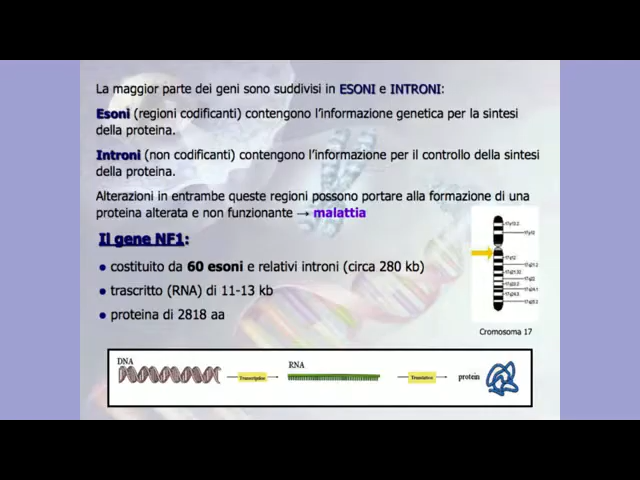 La maggior parte dei geni sono suddivisi in ESONI e INTRONI:
Esoni (regioni codificanti) contengono l'informazione genetica per la sintesi
della proteina.
Introni (non codificanti) contengono l'informazione per il controllo della sintesi
della proteina.
Alterazioni in entrambe queste regioni possono portare alla formazione di una
proteina alterata e non funzionante → malattia
Il gene NF1:
• costituito da 60 esoni e relativi introni (circa 280 kb)
• trascritto (RNA) di 11-13 kb
• proteina di 2818 aa
Cromosoma 17
DNA
Transcription
RNA
Translation
protein